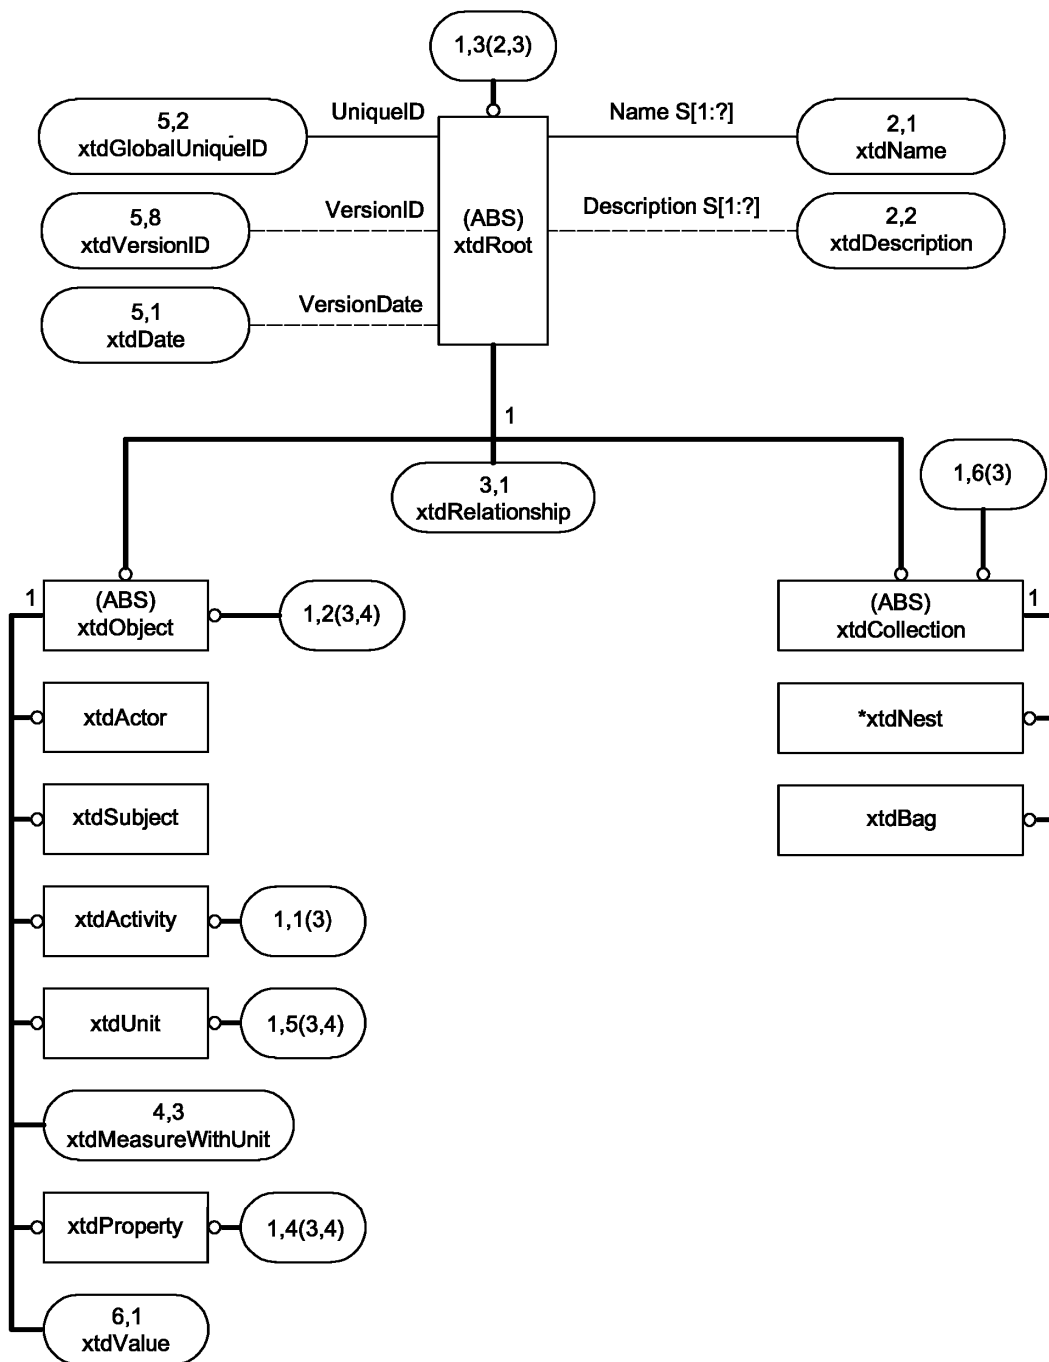 1,3(2,3)
UniqueID
Name S[1:?]
5,2
xtdGlobalUniqueID
2,1
xtdName
VersionID
Description S[1:?]
5,8
xtdVersionID
(ABS)
xtdRoot
2,2
xtdDescription
VersionDate
5,1
xtdDate
1
3,1
xtdRelationship
1,6(3)
1
(ABS)
xtdObject
1,2(3,4)
(ABS)
xtdCollection
1
xtdActor
*xtdNest
xtdSubject
xtdBag
xtdActivity
1,1(3)
xtdUnit
1,5(3,4)
4,3
xtdMeasureWithUnit
xtdProperty
1,4(3,4)
6,1
xtdValue